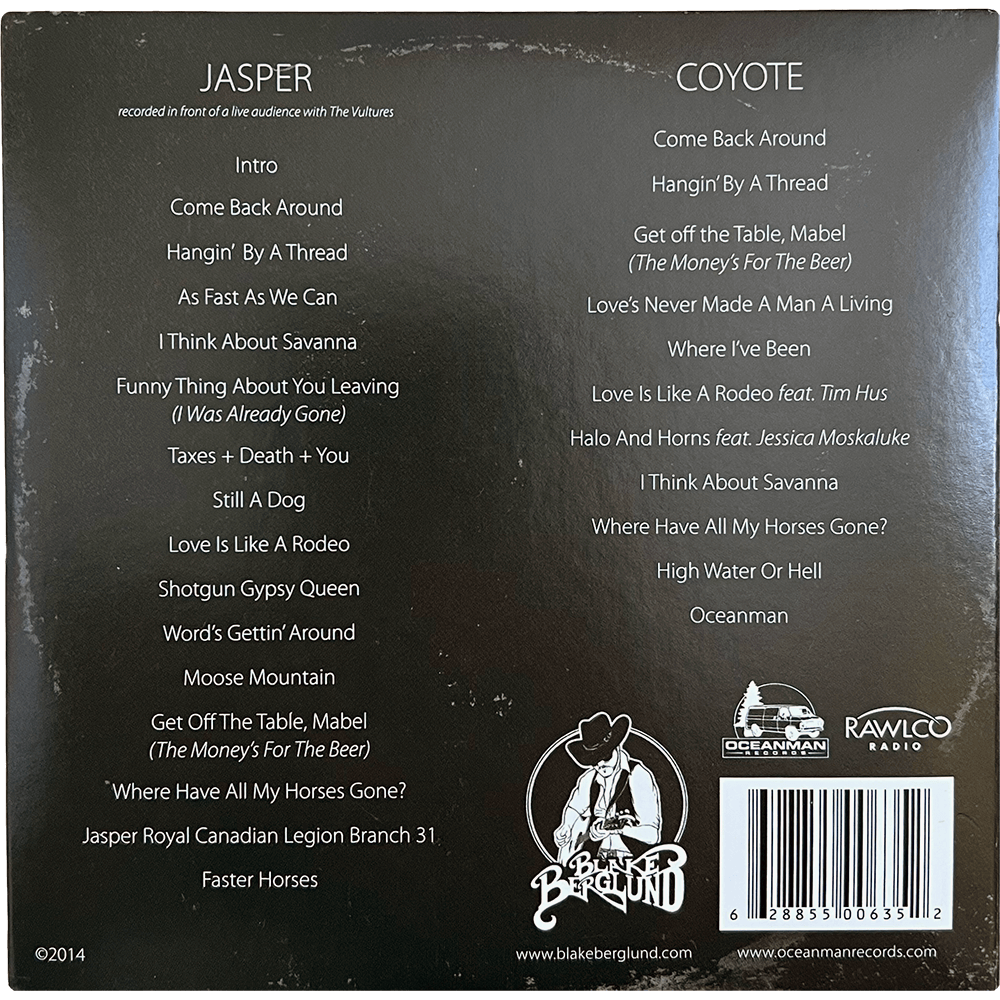 JASPER
recorded in front of a live audience with The Vultures
Intro
Come Back Around
Hangin' By A Thread
As Fast As We Can
I Think About Savanna
Funny Thing About You Leaving
(I Was Already Gone)
Taxes + Death + You
Still A Dog
Love Is Like A Rodeo
Shotgun Gypsy Queen
Word's Gettin' Around
Moose Mountain
Get Off The Table, Mabel
(The Money's For The Beer)
Where Have All My Horses Gone?
Jasper Royal Canadian Legion Branch 31
Faster Horses
©2014
COYOTE
Come Back Around
Hangin' By A Thread
Get off the Table, Mabel
(The Money's For The Beer)
Love's Never Made A Man A Living
Where I've Been
Love Is Like A Rodeo feat. Tim Hus
Halo And Horns feat. Jessica Moskaluke
I Think About Savanna
Where Have All My Horses Gone?
High Water Or Hell
Oceanman
OCEANMAN
RECORDS
RAWLCO
RADIO
BLAKE
BERGLUND
6 28855 00635 2
www.blakeberglund.com
www.oceanmanrecords.com